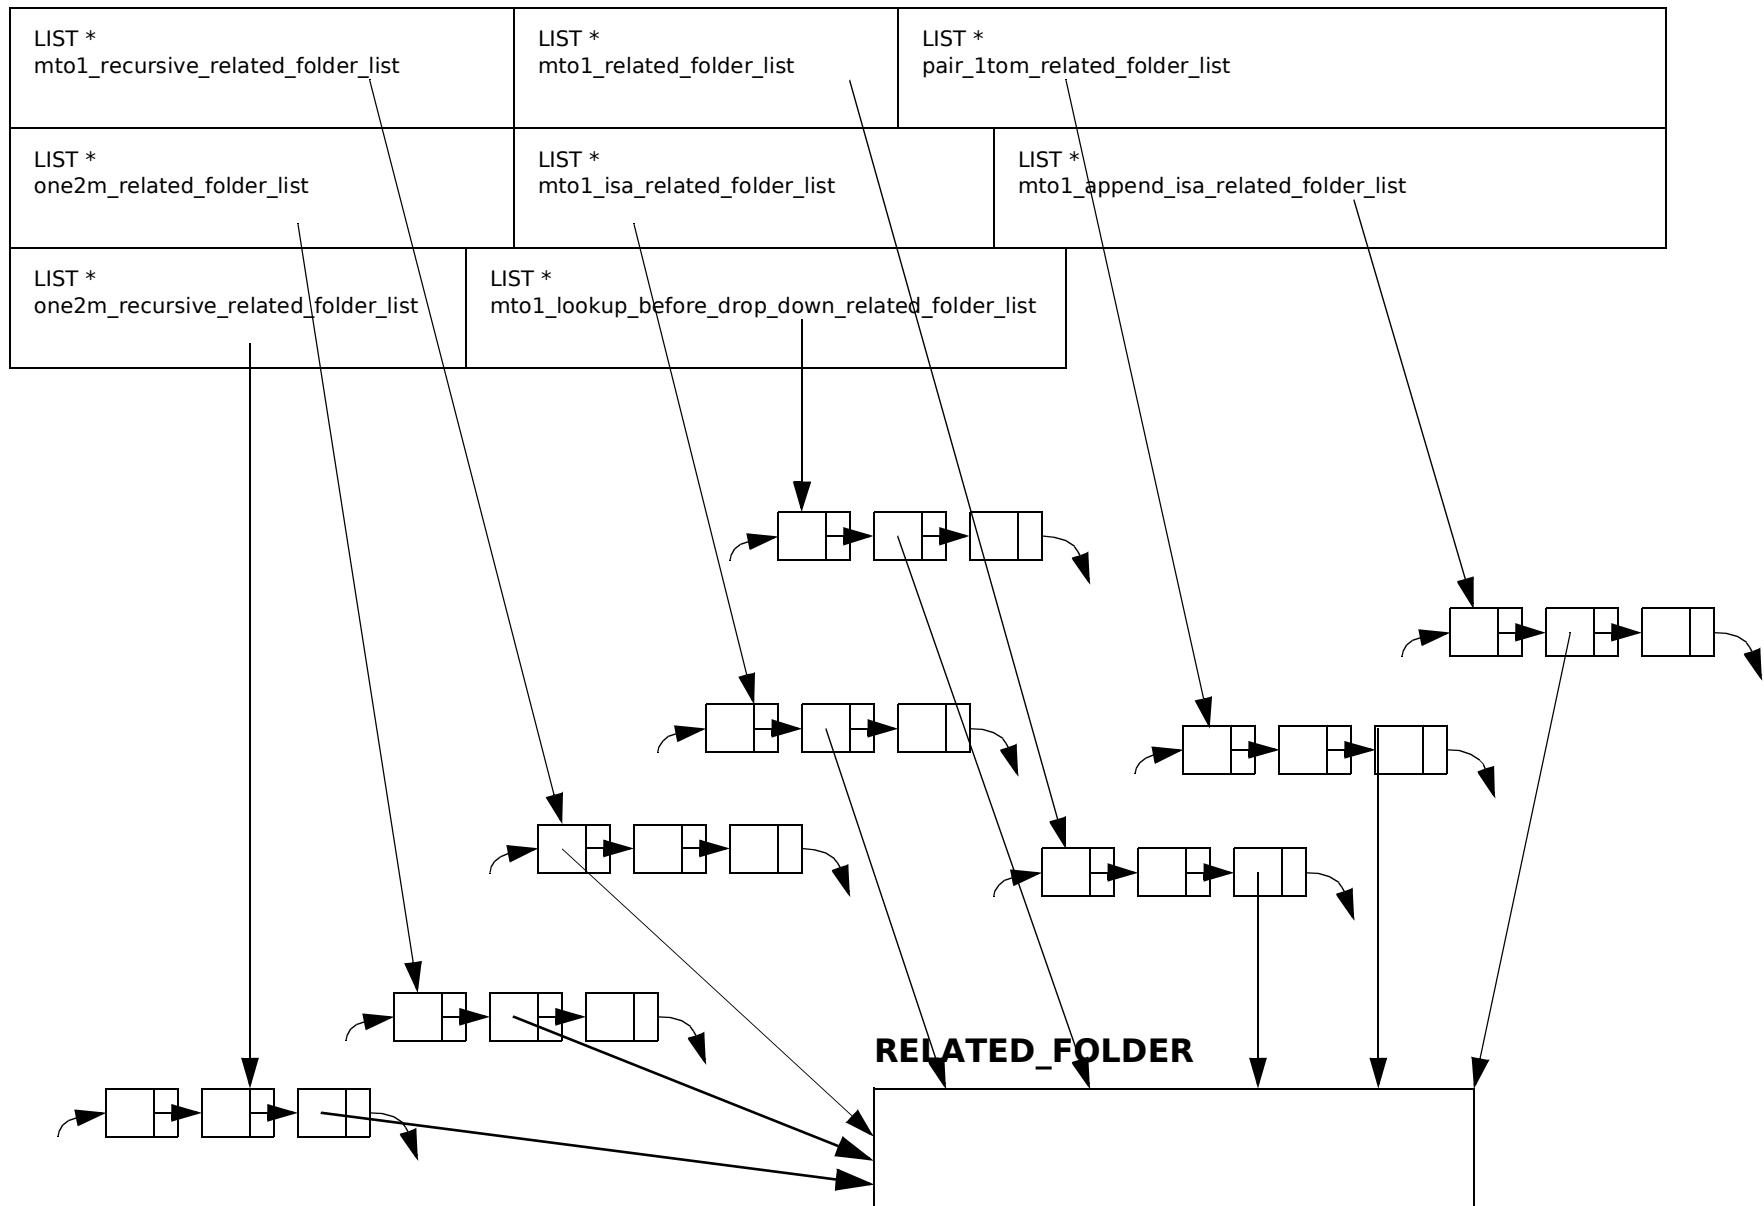 LIST *
mto1_recursive_related_folder_list
LIST *
mto1_related_folder_list
LIST *
pair_1tom_related_folder_list
LIST *
one2m_related_folder_list
LIST *
mto1_isa_related_folder_list
LIST *
mto1_append_isa_related_folder_list
LIST *
one2m_recursive_related_folder_list
LIST *
mto1_lookup_before_drop_down_related_folder_list
RELATED_FOLDER